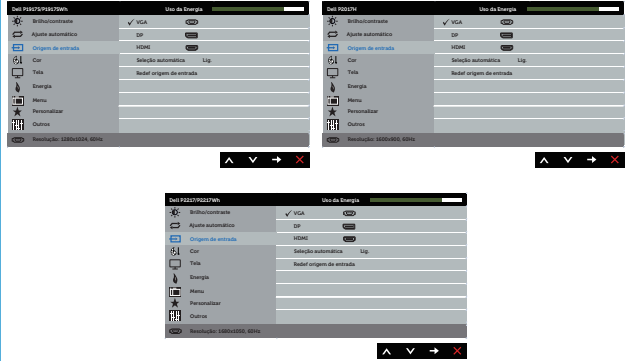 Dell P1917S/P1917SWh Uso da Energia
Brilho/contraste ✓ VGA
Ajuste automático DP
Origem de entrada HDMI
Cor Seleção automática Lig.
Tela Redef origem de entrada
Energia
Menu
Personalizar
Outros
Resolução: 1280x1024, 60Hz
Dell P2017H Uso da Energia
Brilho/contraste ✓ VGA
Ajuste automático DP
Origem de entrada HDMI
Cor Seleção automática Lig.
Tela Redef origem de entrada
Energia
Menu
Personalizar
Outros
Resolução: 1600x900, 60Hz
Dell P2217/P2217Wh Uso da Energia
Brilho/contraste ✓ VGA
Ajuste automático DP
Origem de entrada HDMI
Cor Seleção automática Lig.
Tela Redef origem de entrada
Energia
Menu
Personalizar
Outros
Resolução: 1680x1050, 60Hz